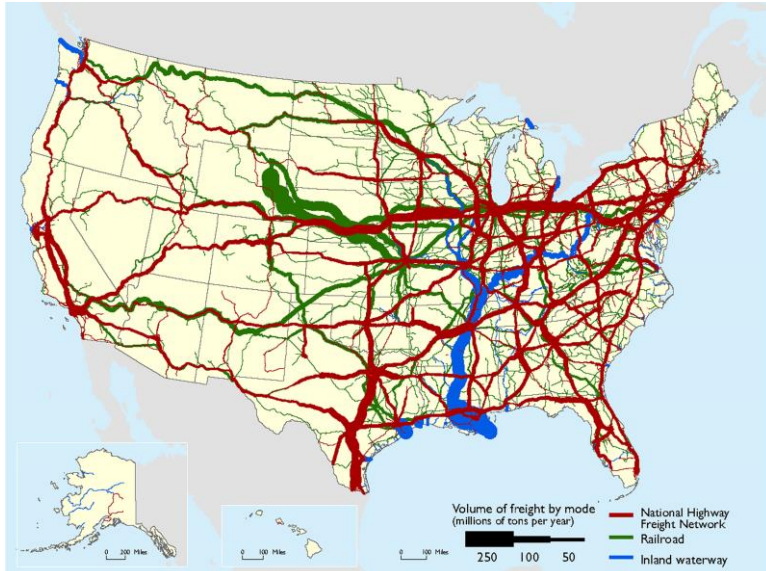 Volume of freight by mode
(millions of tons per year)
250 100 50
National Highway
Freight Network
Railroad
Inland waterway
0 200 Miles
0 100 Miles
0 100 Miles